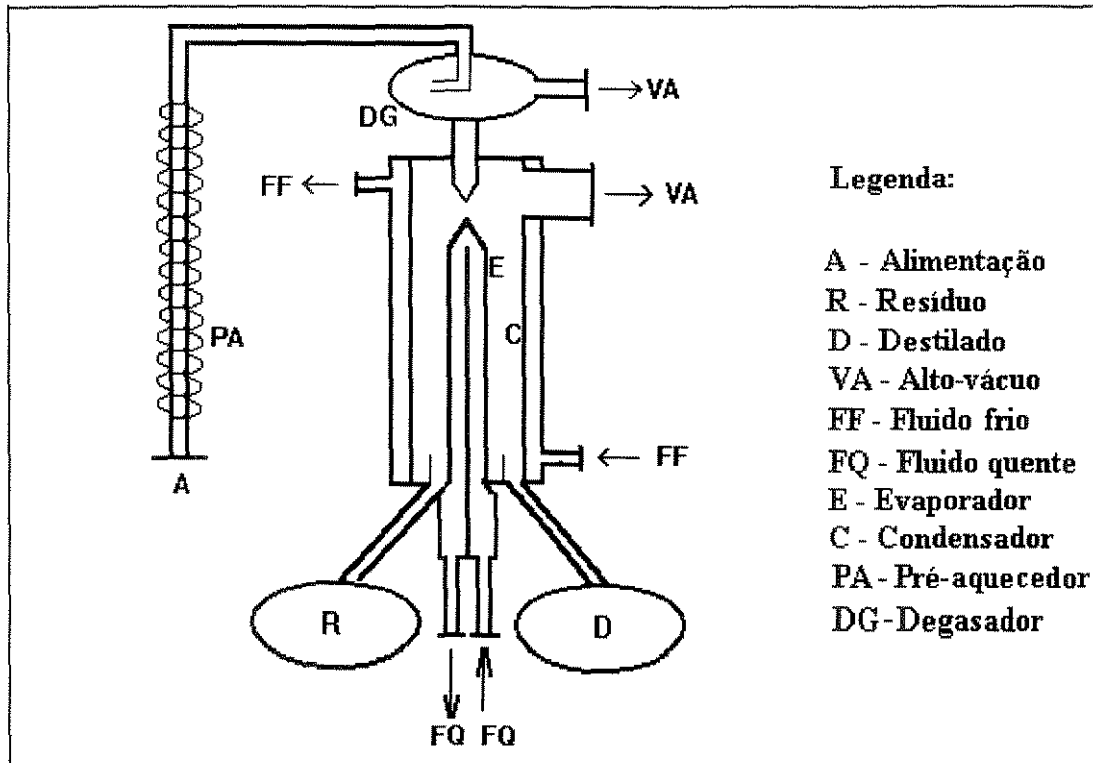 DG
→ VA
FF ←
→ VA
E
C
PA
A
← FF
R
D
FQ FQ
Legenda:
A - Alimentação
R - Resíduo
D - Destilado
VA - Alto-vácuo
FF - Fluido frio
FQ - Fluido quente
E - Evaporador
C - Condensador
PA - Pré-aquecedor
DG-Degasador